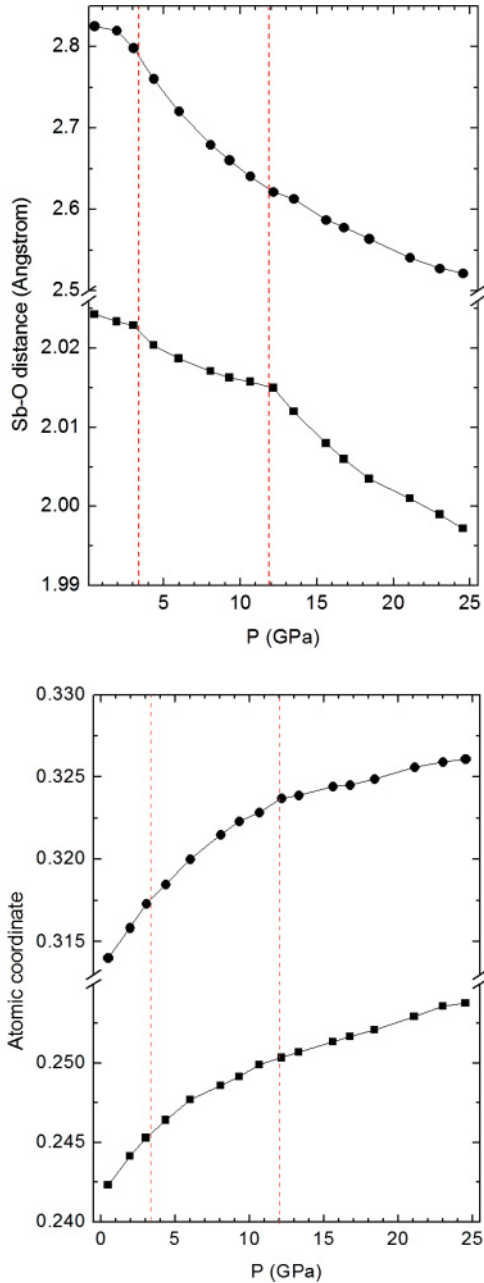 2.8
2.7
2.6
2.5
2.02
2.01
2.00
1.99
Sb-O distance (Angstrom)
5 10 15 20 25
P (GPa)
0.330
0.325
0.320
0.315
0.250
0.245
0.240
Atomic coordinate
0 5 10 15 20 25
P (GPa)